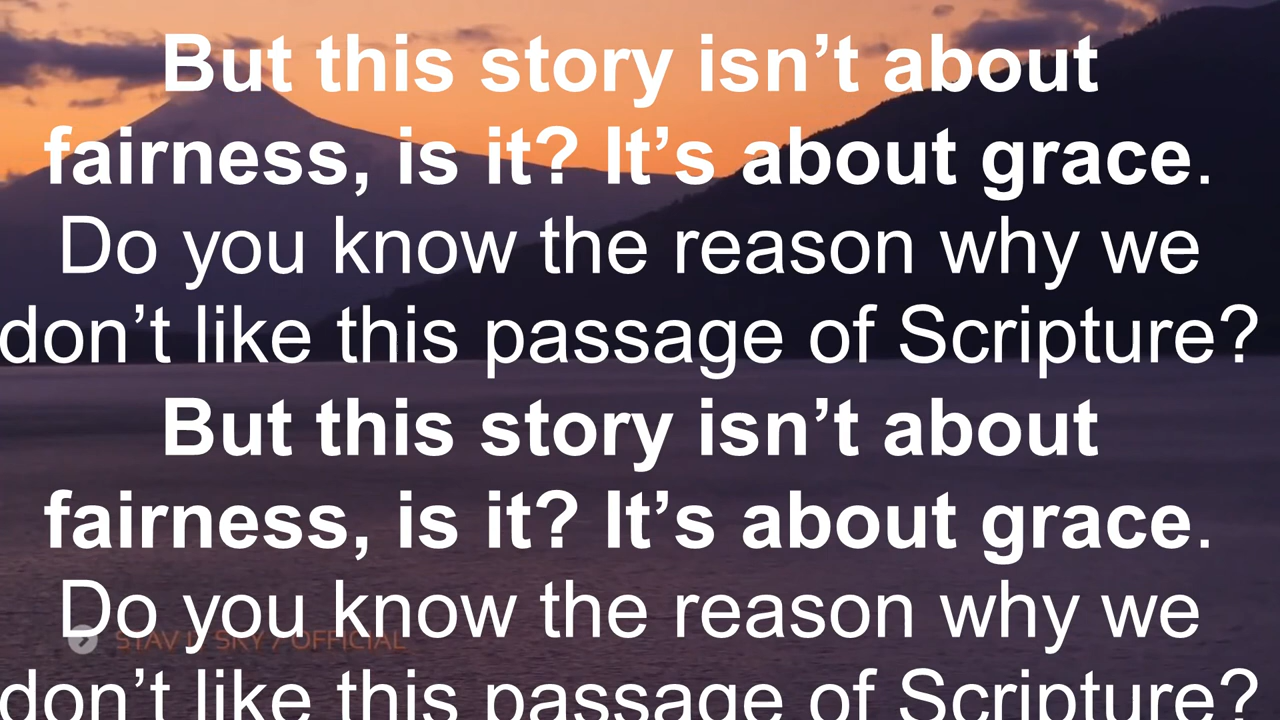 But this story isn’t about
fairness, is it? It’s about grace.
Do you know the reason why we
don’t like this passage of Scripture?
But this story isn’t about
fairness, is it? It’s about grace.
Do you know the reason why we
SKY / OFFICIAL
don’t like this passage of Scripture?